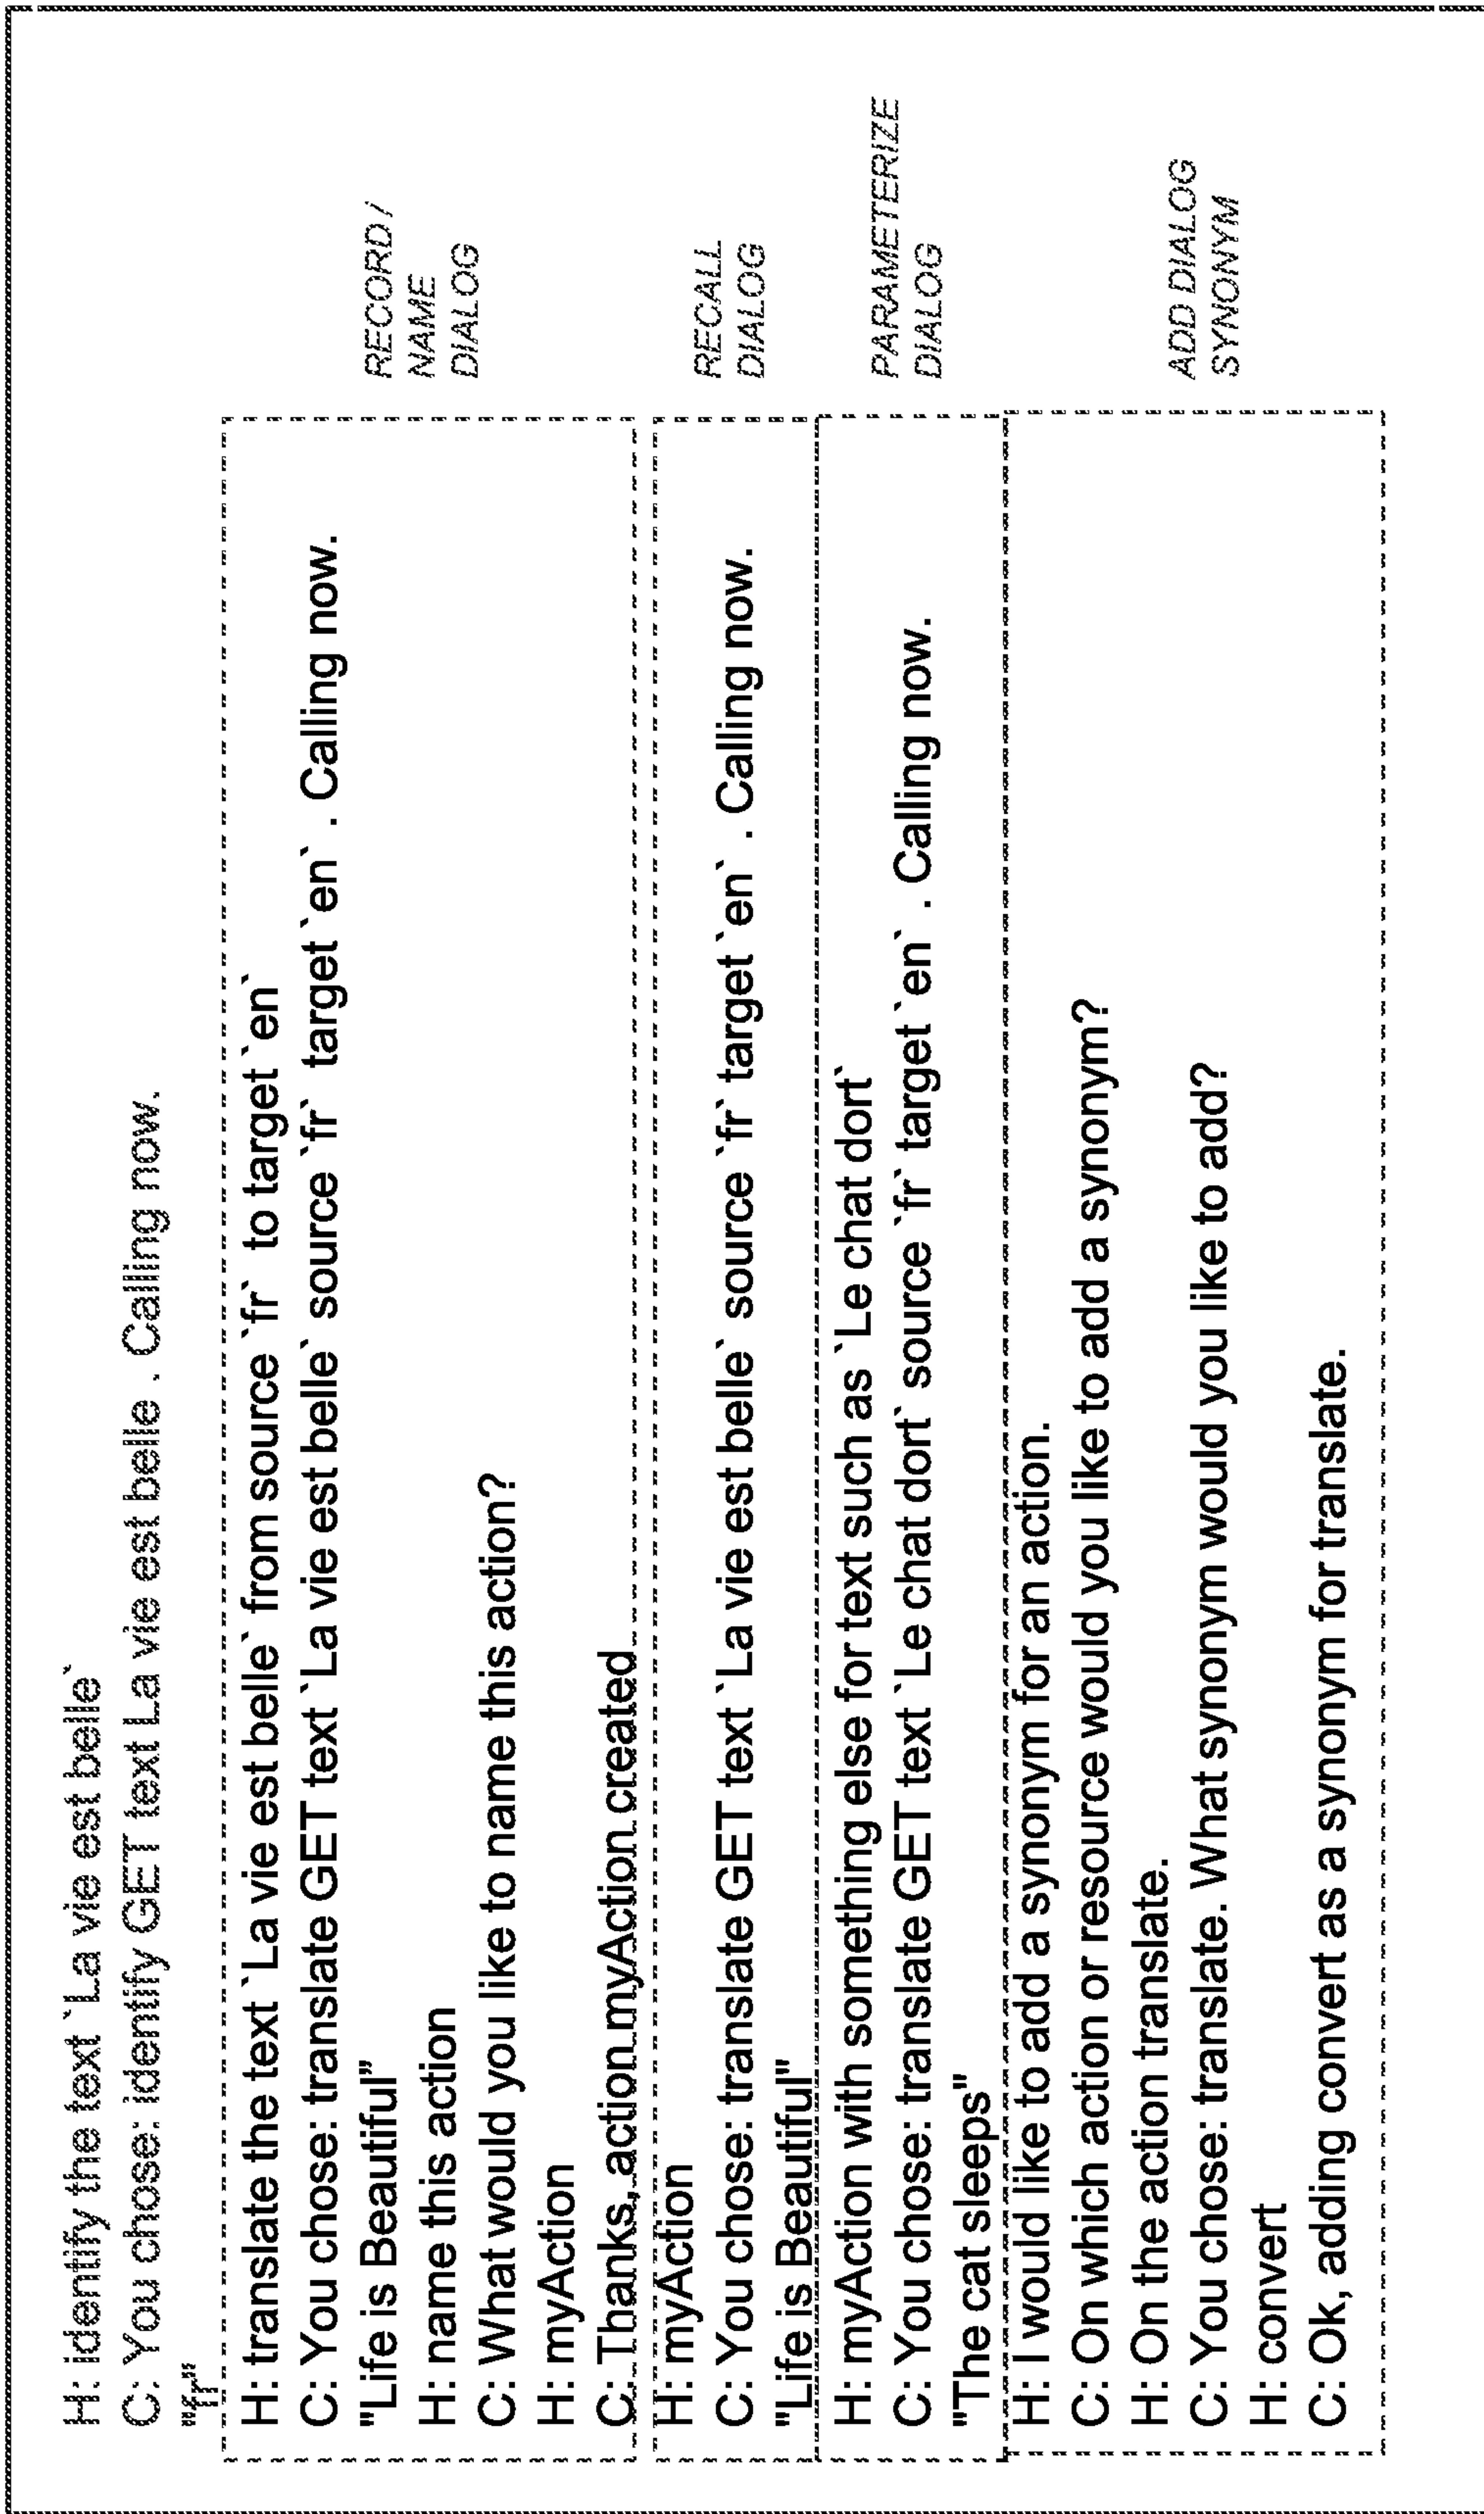 H: identify the text `La vie est belle`
C: You chose: identify GET text La vie est belle . Calling now.
"fr"
H: translate the text `La vie est belle` from source `fr` to target `en`
C: You chose: translate GET text `La vie est belle` source `fr` target `en` . Calling now.
"Life is Beautiful”
H: name this action
C: What would you like to name this action?
H: myAction
C: Thanks, action myAction created
RECORD /
NAME
DIALOG
H: myAction
C: You chose: translate GET text `La vie est belle` source `fr` target `en` . Calling now.
"Life is Beautiful"
RECALL
DIALOG
H: myAction with something else for text such as `Le chat dort`
C: You chose: translate GET text `Le chat dort` source `fr` target `en` . Calling now.
"The cat sleeps"
PARAMETERIZE
DIALOG
H: I would like to add a synonym for an action.
C: On which action or resource would you like to add a synonym?
H: On the action translate.
C: You chose: translate. What synonym would you like to add?
H: convert
C: Ok, adding convert as a synonym for translate.
ADD DIALOG
SYNONYM